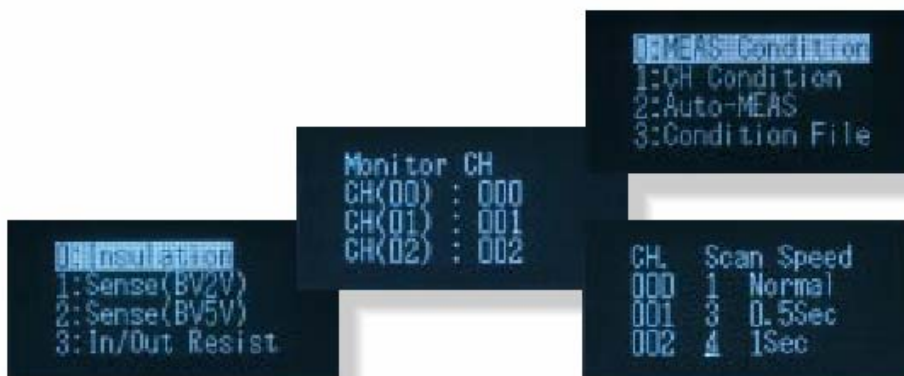 0:MEAS Condition
1:CH Condition
2:Auto-MEAS
3:Condition File
Monitor CH
CH(00) : 000
CH(01) : 001
CH(02) : 002
0:Insulation
1:Sense(BV2V)
2:Sense(BV5V)
3:In/Out Resist
CH. Scan Speed
000 1 Normal
001 3 0.5Sec
002 4 1Sec